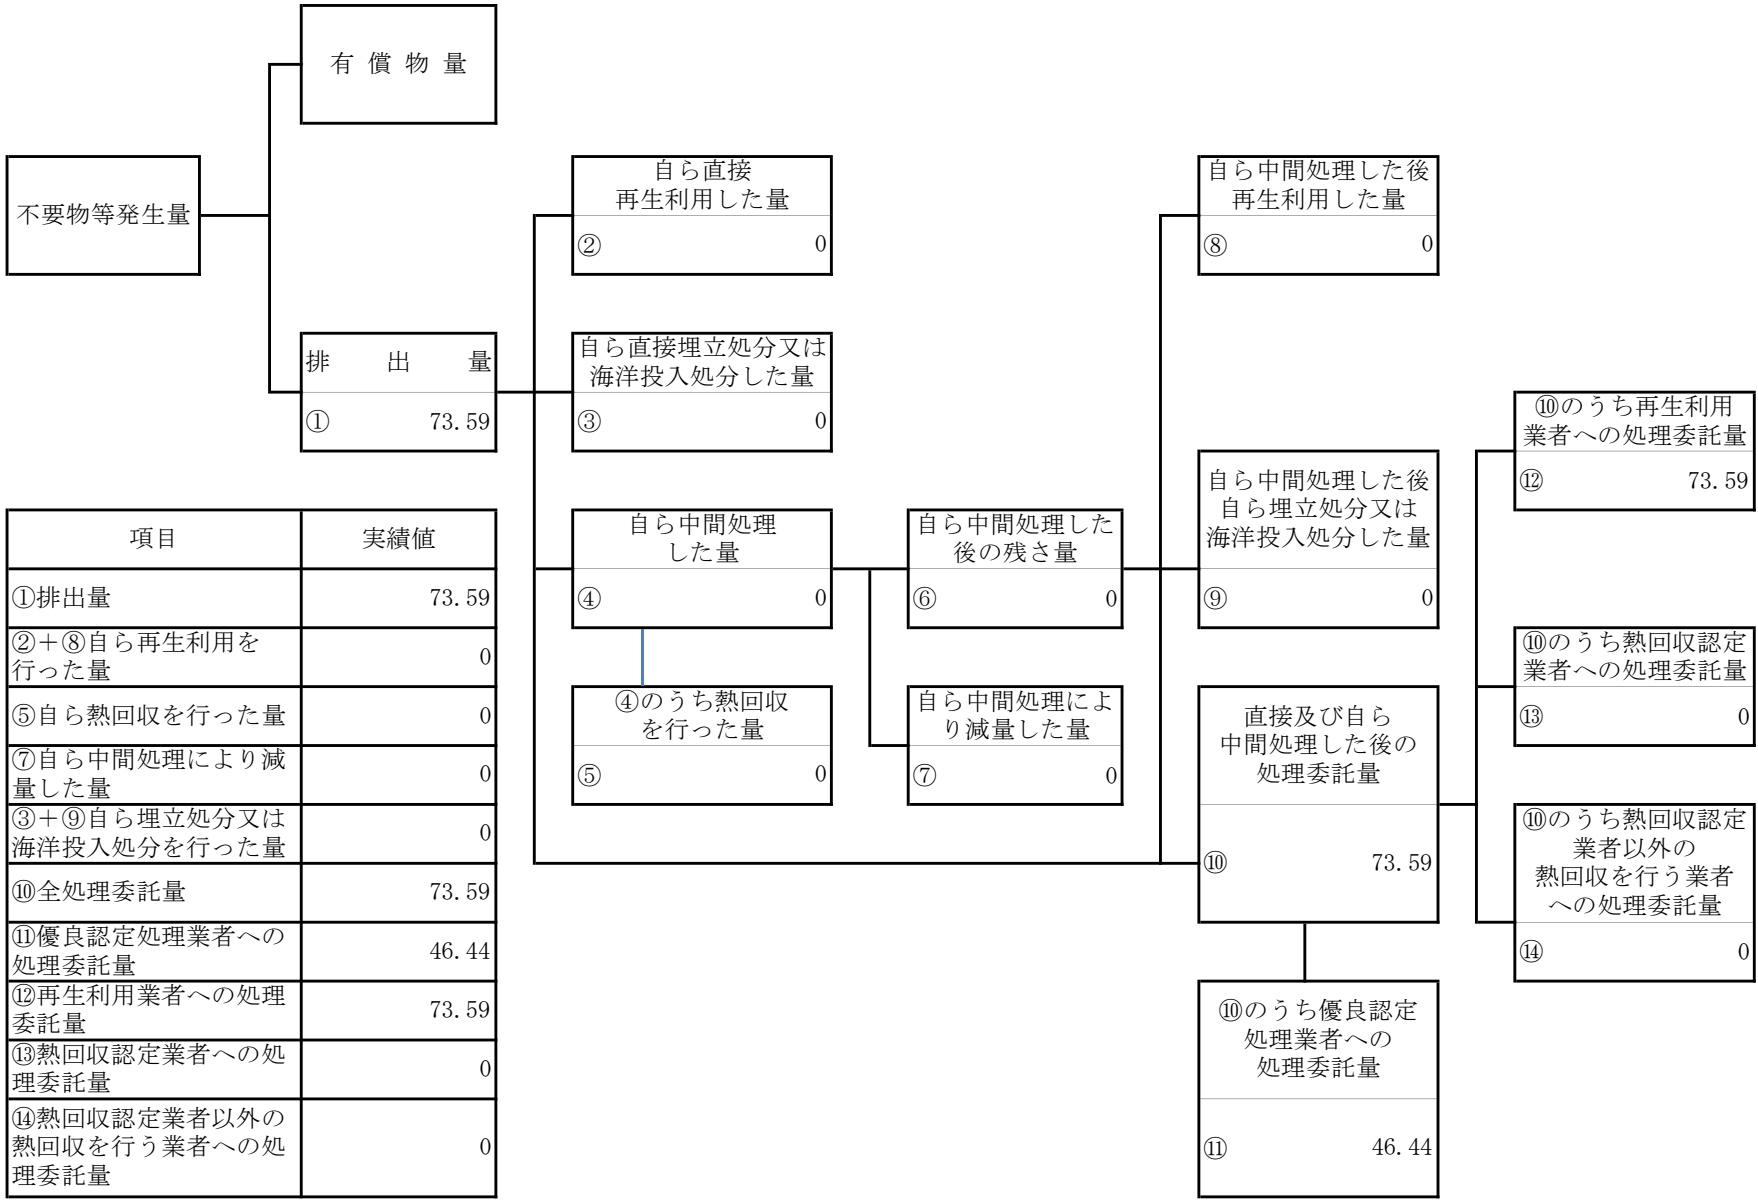 有償物量
不要物等発生量
排出量
① 73.59
自ら直接
再生利用した量
② 0
自ら直接埋立処分又は
海洋投入処分した量
③ 0
自ら中間処理
した量
④ 0
④のうち熱回収
を行った量
⑤ 0
自ら中間処理した
後の残さ量
⑥ 0
自ら中間処理によ
り減量した量
⑦ 0
自ら中間処理した後
再生利用した量
⑧ 0
自ら中間処理した後
自ら埋立処分又は
海洋投入処分した量
⑨ 0
直接及び自ら
中間処理した後の
処理委託量
⑩ 73.59
⑩のうち優良認定
処理業者への
処理委託量
⑪ 46.44
⑩のうち再生利用
業者への処理委託量
⑫ 73.59
⑩のうち熱回収認定
業者への処理委託量
⑬ 0
⑩のうち熱回収認定
業者以外の
熱回収を行う業者
への処理委託量
⑭ 0
項目 実績値
①排出量 73.59
②＋⑧自ら再生利用を
行った量 0
⑤自ら熱回収を行った量 0
⑦自ら中間処理により減
量した量 0
③＋⑨自ら埋立処分又は
海洋投入処分を行った量 0
⑩全処理委託量 73.59
⑪優良認定処理業者への
処理委託量 46.44
⑫再生利用業者への処理
委託量 73.59
⑬熱回収認定業者への処
理委託量 0
⑭熱回収認定業者以外の
熱回収を行う業者への処
理委託量 0